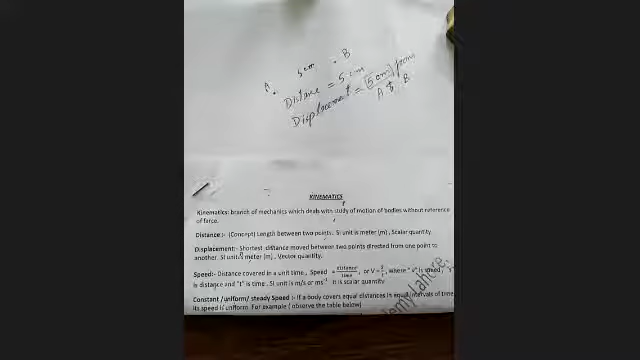 A . 5 cm . B
Distance = 5 cm
Displacement = 5 cm from
A to B
KINEMATICS
Kinematics: branch of mechanics which deals with study of motion of bodies without reference
of force.
Distance :- (Concept) Length between two points. SI unit is meter (m) , Scalar quantity.
Displacement:- Shortest distance moved between two points directed from one point to
another. SI unit is meter (m) , Vector quantity.
Speed:- Distance covered in a unit time , Speed = distance/time , or V = S/t , where "v" is speed ,
is distance and "t" is time . SI unit is m/s or ms⁻¹ It is scalar quantity
Constant /uniform/ steady Speed :- If a body covers equal distances in equal intervals of time,
Its speed is uniform. For example ( observe the table below)